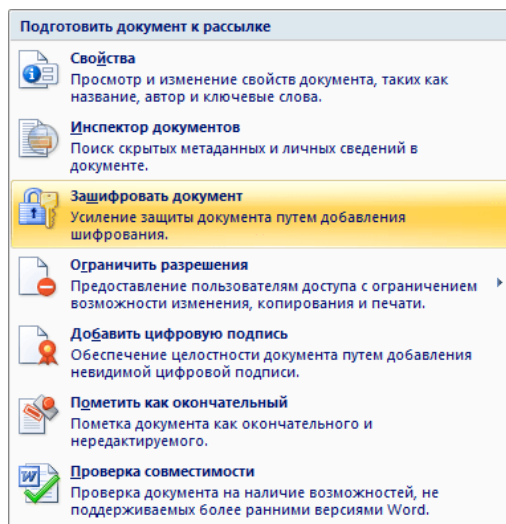 Подготовить документ к рассылке
Свойства
Просмотр и изменение свойств документа, таких как
название, автор и ключевые слова.
Инспектор документов
Поиск скрытых метаданных и личных сведений в
документе.
Зашифровать документ
Усиление защиты документа путем добавления
шифрования.
Ограничить разрешения
Предоставление пользователям доступа с ограничением
возможности изменения, копирования и печати.
Добавить цифровую подпись
Обеспечение целостности документа путем добавления
невидимой цифровой подписи.
Пометить как окончательный
Пометка документа как окончательного и
нередактируемого.
Проверка совместимости
Проверка документа на наличие возможностей, не
поддерживаемых более ранними версиями Word.